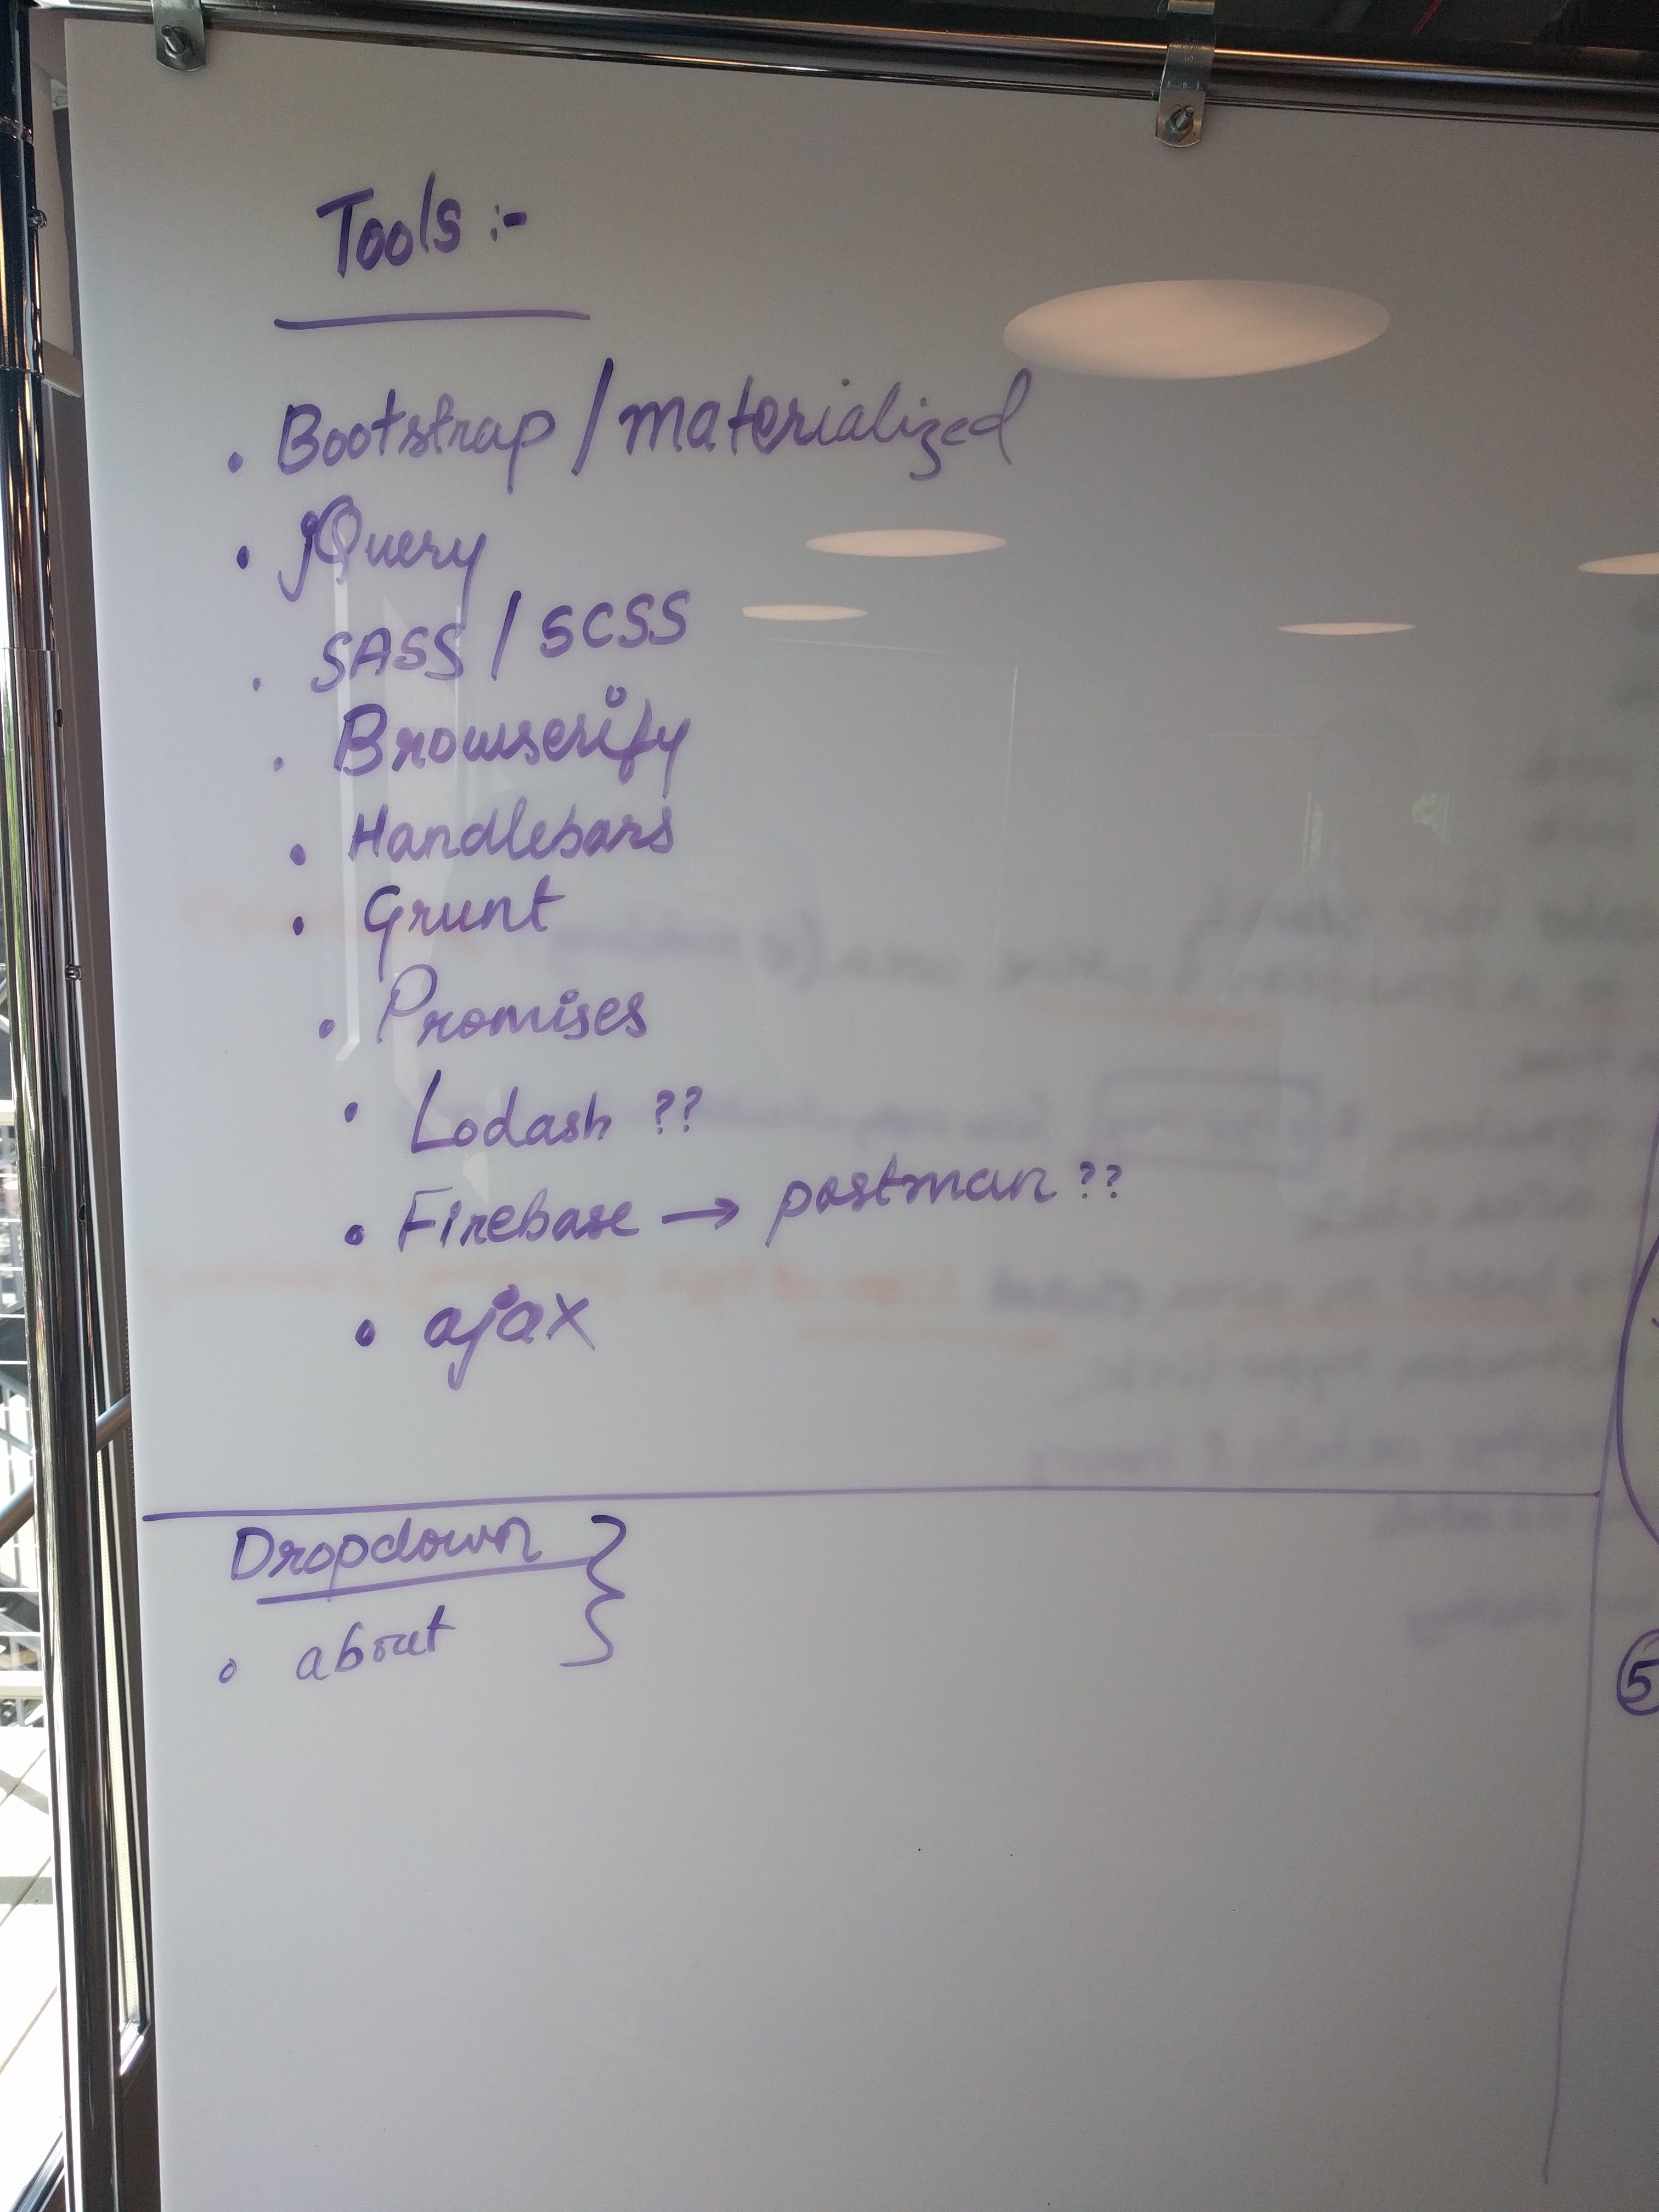 Tools :-
• Bootstrap / materialized
• jQuery
• SASS / SCSS
• Browserify
• Handlebars
• Grunt
• Promises
• Lodash ??
• Firebase → postman ??
• ajax
Dropdown }
• about
5